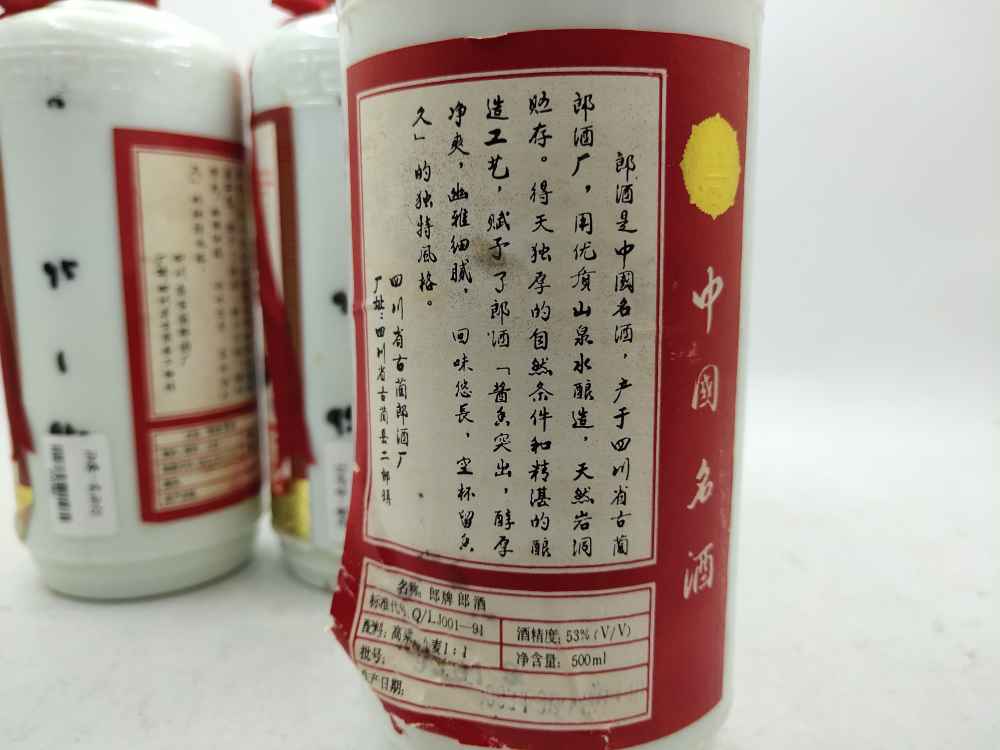 郎酒是中國名酒，产于四川省古蔺
郎酒厂，用优质山泉水酿造，天然岩洞
贮存。得天独厚的自然条件和精湛的酿
造工艺，赋予了郎酒「酱香突出，醇厚
净爽，幽雅细腻，回味悠長，空杯留香
久」的独特风格。
四川省古蔺郎酒厂
厂址：四川省古蔺县二郎镇
中國名酒
名称：郎牌郎酒
标准代号：Q/LJ001—91
酒精度：53%(V/V)
配料：高粱、小麦1:1
净含量：500ml
批号：
生产日期：
95